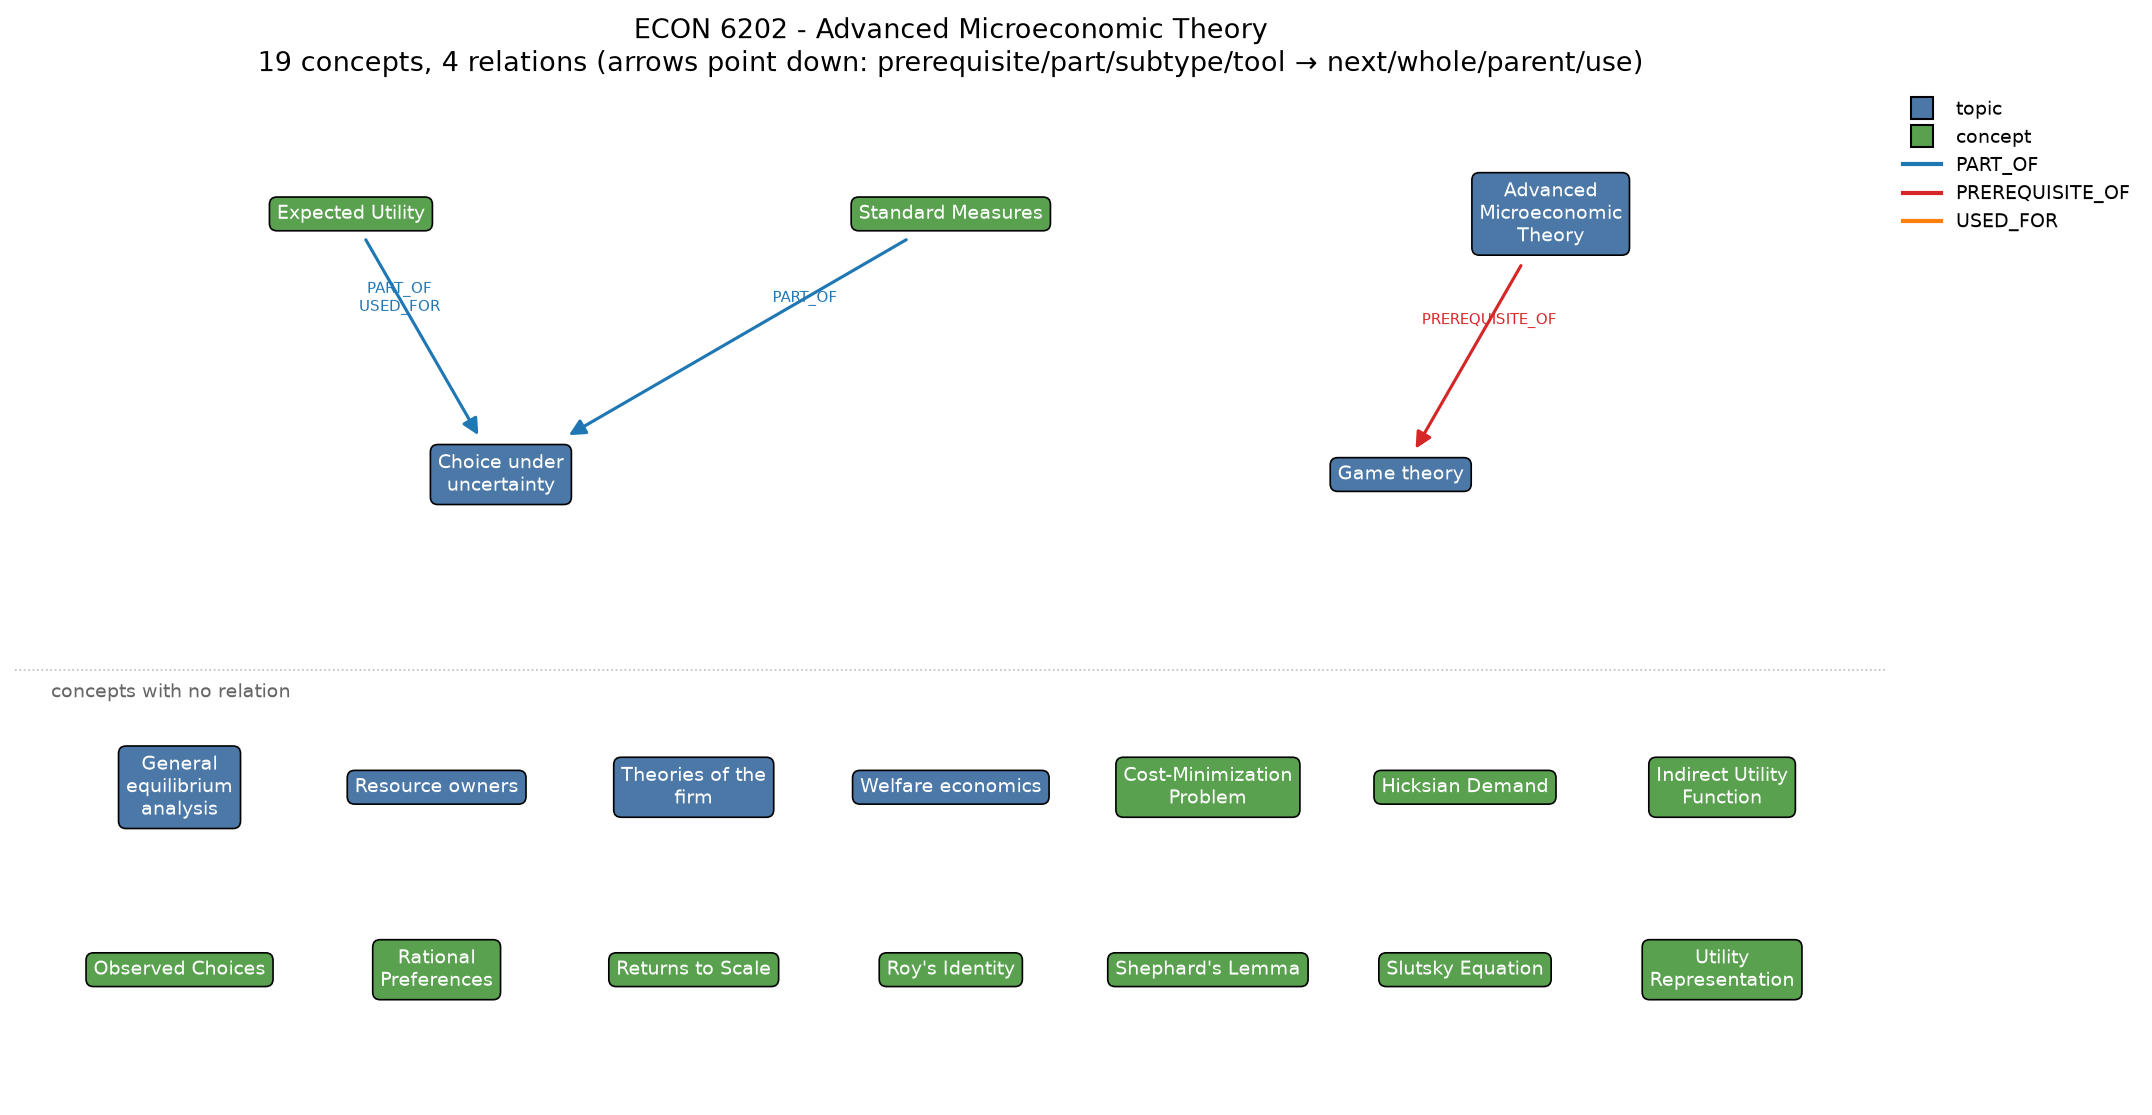 ECON 6202 - Advanced Microeconomic Theory
19 concepts, 4 relations (arrows point down: prerequisite/part/subtype/tool → next/whole/parent/use)
topic
concept
PART_OF
PREREQUISITE_OF
USED_FOR
Expected Utility
Standard Measures
Advanced
Microeconomic
Theory
PART_OF
USED_FOR
PART_OF
PREREQUISITE_OF
Choice under
uncertainty
Game theory
concepts with no relation
General
equilibrium
analysis
Resource owners
Theories of the
firm
Welfare economics
Cost-Minimization
Problem
Hicksian Demand
Indirect Utility
Function
Observed Choices
Rational
Preferences
Returns to Scale
Roy's Identity
Shephard's Lemma
Slutsky Equation
Utility
Representation